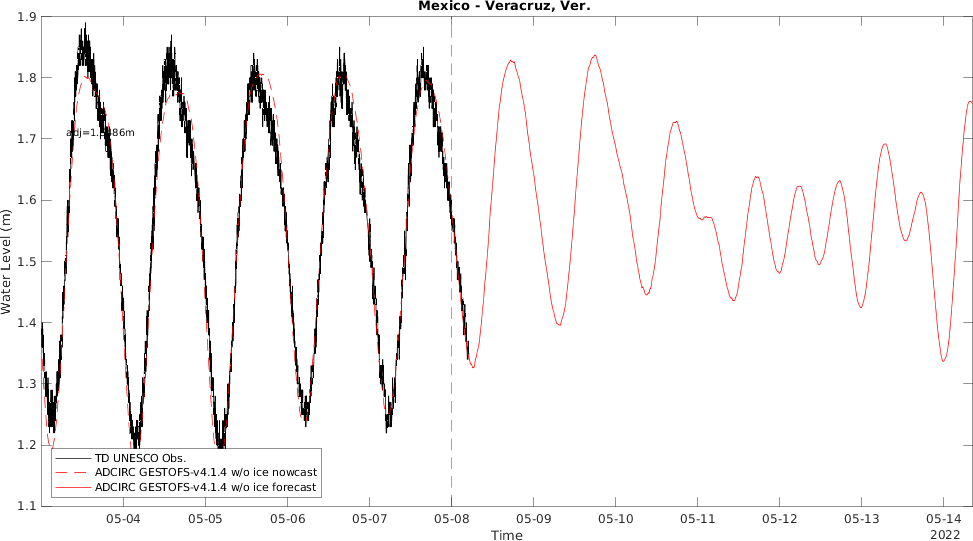 Mexico - Veracruz, Ver.
1.9
1.8
1.7
1.6
1.5
1.4
1.3
1.2
1.1
Water Level (m)
TD UNESCO Obs.
ADCIRC GESTOFS-v4.1.4 w/o ice nowcast
ADCIRC GESTOFS-v4.1.4 w/o ice forecast
05-04 05-05 05-06 05-07 05-08 05-09 05-10 05-11 05-12 05-13 05-14
Time
2022